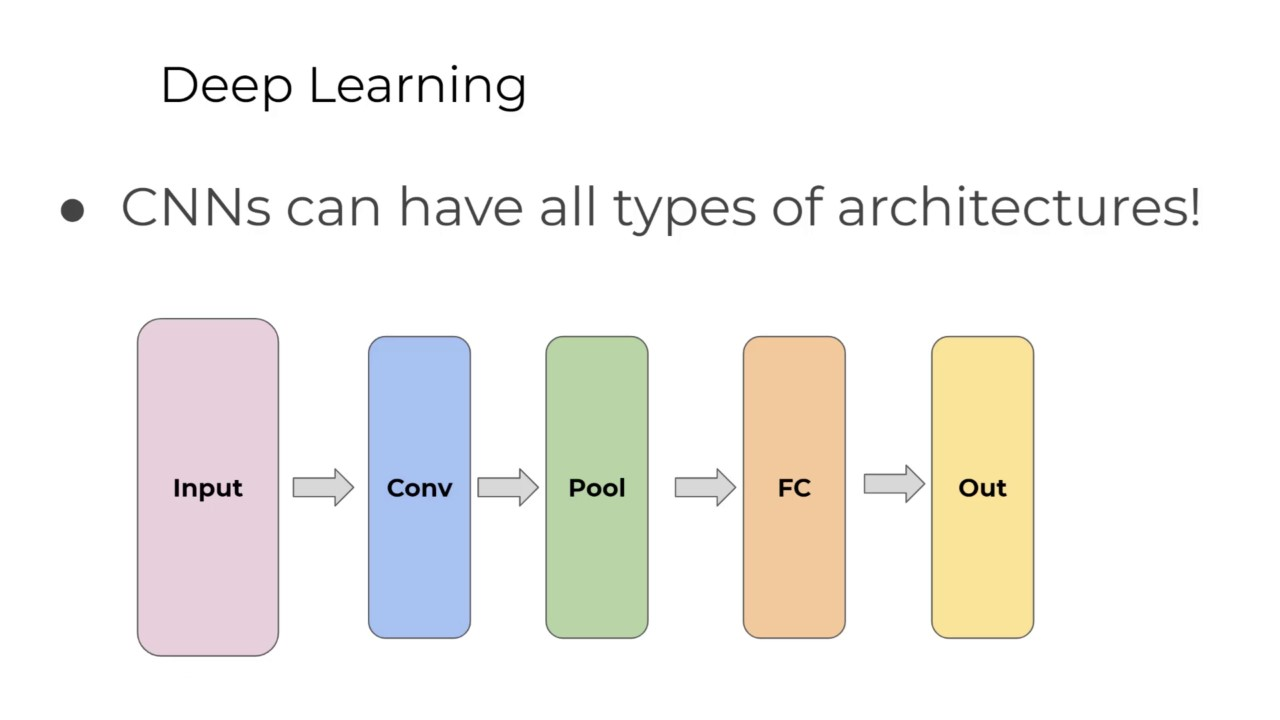 Deep Learning
● CNNs can have all types of architectures!
Input
Conv
Pool
FC
Out